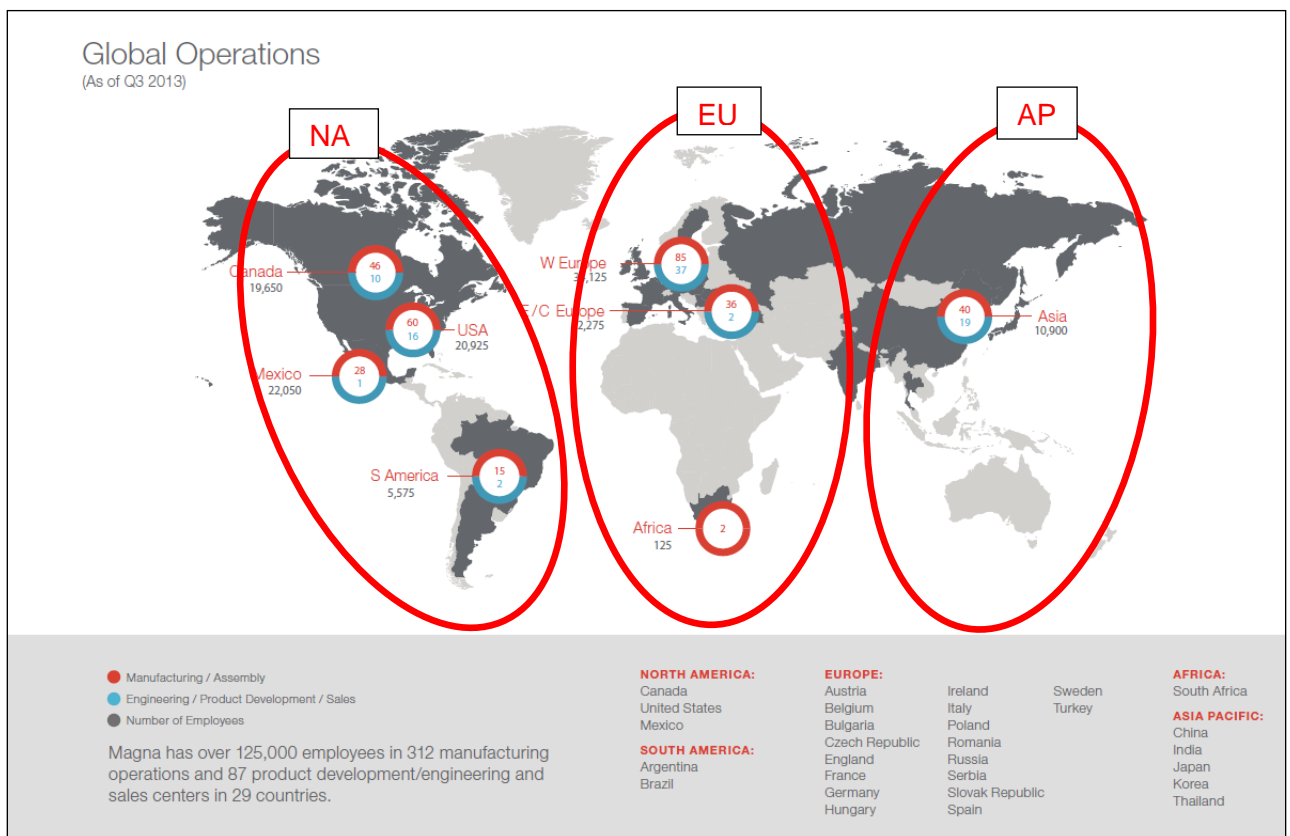 Global Operations
(As of Q3 2013)
NA
EU
AP
Canada
19,650
46
10
60
16
USA
20,925
Mexico
22,050
28
1
S America
5,575
15
2
W Europe
85
37
C Europe
36
2
Africa
125
2
40
19
Asia
10,900
Manufacturing / Assembly
Engineering / Product Development / Sales
Number of Employees
Magna has over 125,000 employees in 312 manufacturing
operations and 87 product development/engineering and
sales centers in 29 countries.
NORTH AMERICA:
Canada
United States
Mexico
SOUTH AMERICA:
Argentina
Brazil
EUROPE:
Austria
Belgium
Bulgaria
Czech Republic
England
France
Germany
Hungary
Ireland
Italy
Poland
Romania
Russia
Serbia
Slovak Republic
Spain
Sweden
Turkey
AFRICA:
South Africa
ASIA PACIFIC:
China
India
Japan
Korea
Thailand